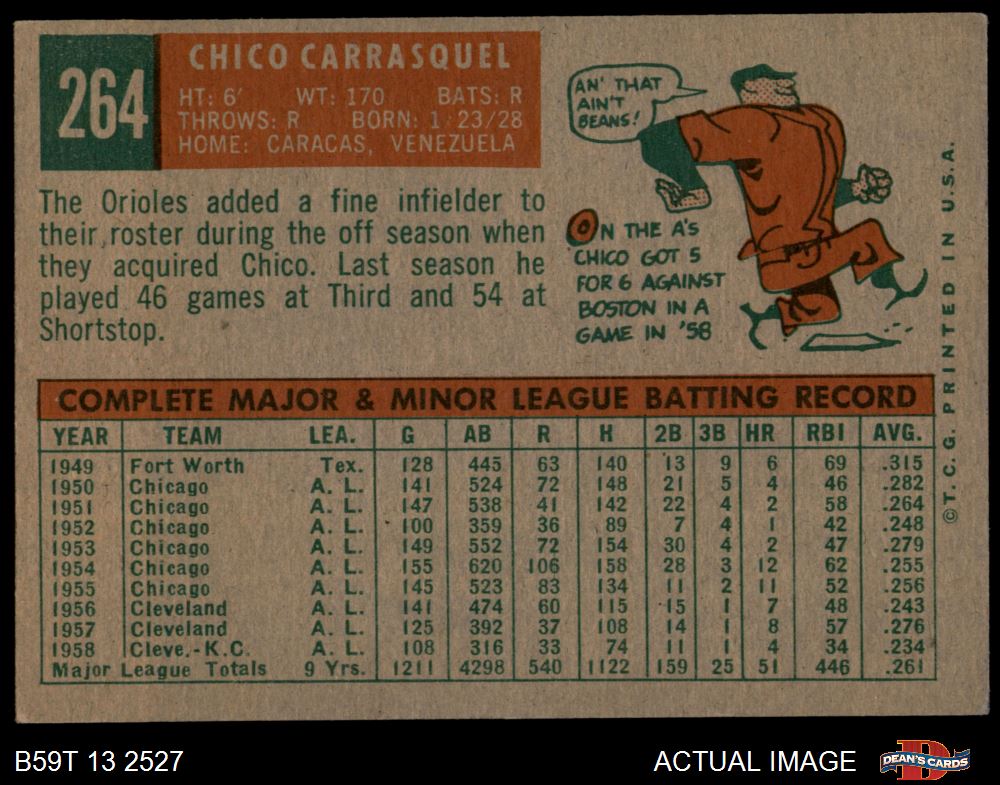 264
CHICO CARRASQUEL
HT: 6' WT: 170 BATS: R
THROWS: R BORN: 1/23/28
HOME: CARACAS, VENEZUELA
The Orioles added a fine infielder to
their roster during the off season when
they acquired Chico. Last season he
played 46 games at Third and 54 at
Shortstop.
AN' THAT
AIN'T
BEANS!
ON THE A'S
CHICO GOT 5
FOR 6 AGAINST
BOSTON IN A
GAME IN '58
COMPLETE MAJOR & MINOR LEAGUE BATTING RECORD
YEAR TEAM LEA. G AB R H 2B 3B HR RBI AVG.
1949 Fort Worth Tex. 128 445 63 140 13 9 6 69 .315
1950 Chicago A. L. 141 524 72 148 21 5 4 46 .282
1951 Chicago A. L. 147 538 41 142 22 4 2 58 .264
1952 Chicago A. L. 100 359 36 89 7 4 1 42 .248
1953 Chicago A. L. 149 552 72 154 30 4 2 47 .279
1954 Chicago A. L. 155 620 106 158 28 3 12 62 .255
1955 Chicago A. L. 145 523 83 134 11 2 11 52 .256
1956 Cleveland A. L. 141 474 60 115 15 1 7 48 .243
1957 Cleveland A. L. 125 392 37 108 14 1 8 57 .276
1958 Cleve.-K.C. A. L. 108 316 33 74 11 1 4 34 .234
Major League Totals 9 Yrs. 1211 4298 540 1122 159 25 51 446 .261
©T. C. G. PRINTED IN U.S.A.
B59T 13 2527
ACTUAL IMAGE
D
DEAN'S CARDS